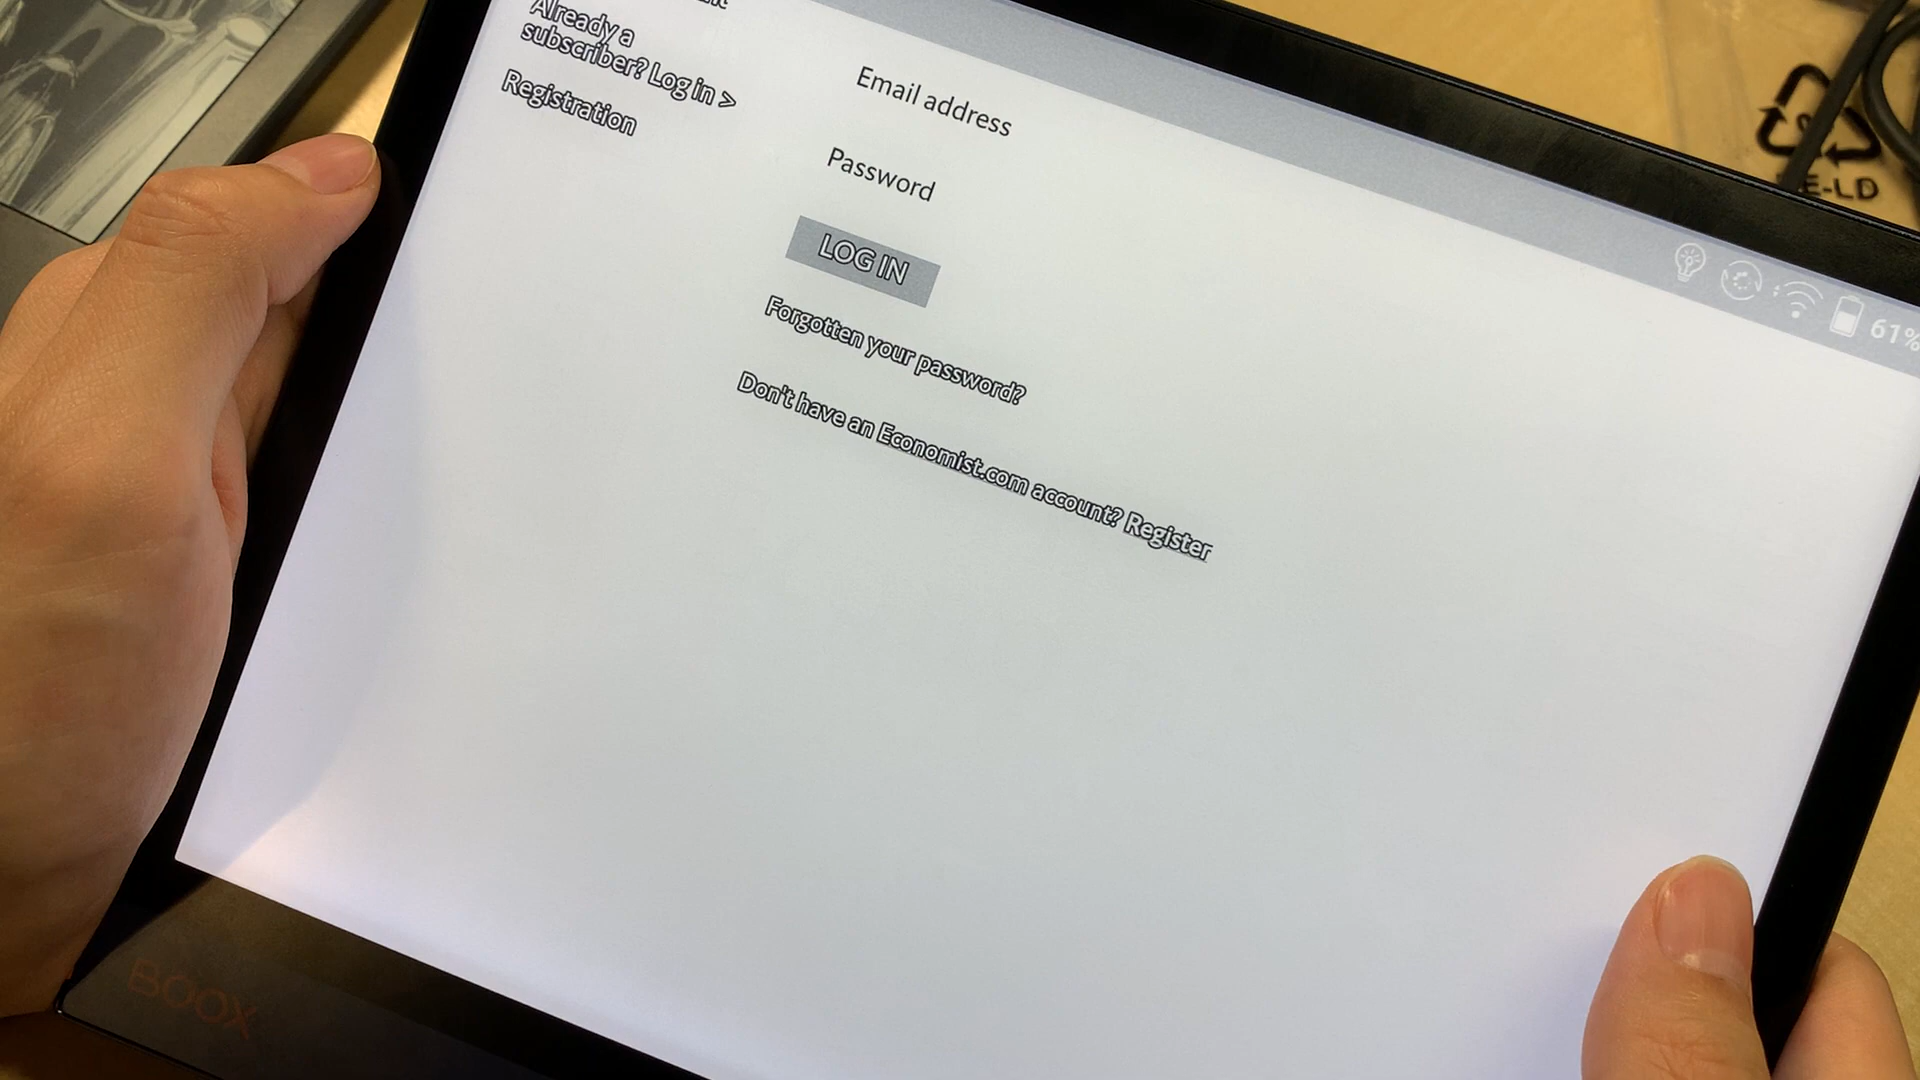 Already a
subscriber? Log in >
Registration
Email address
Password
LOG IN
Forgotten your password?
Don't have an Economist.com account? Register
61%
BOOX